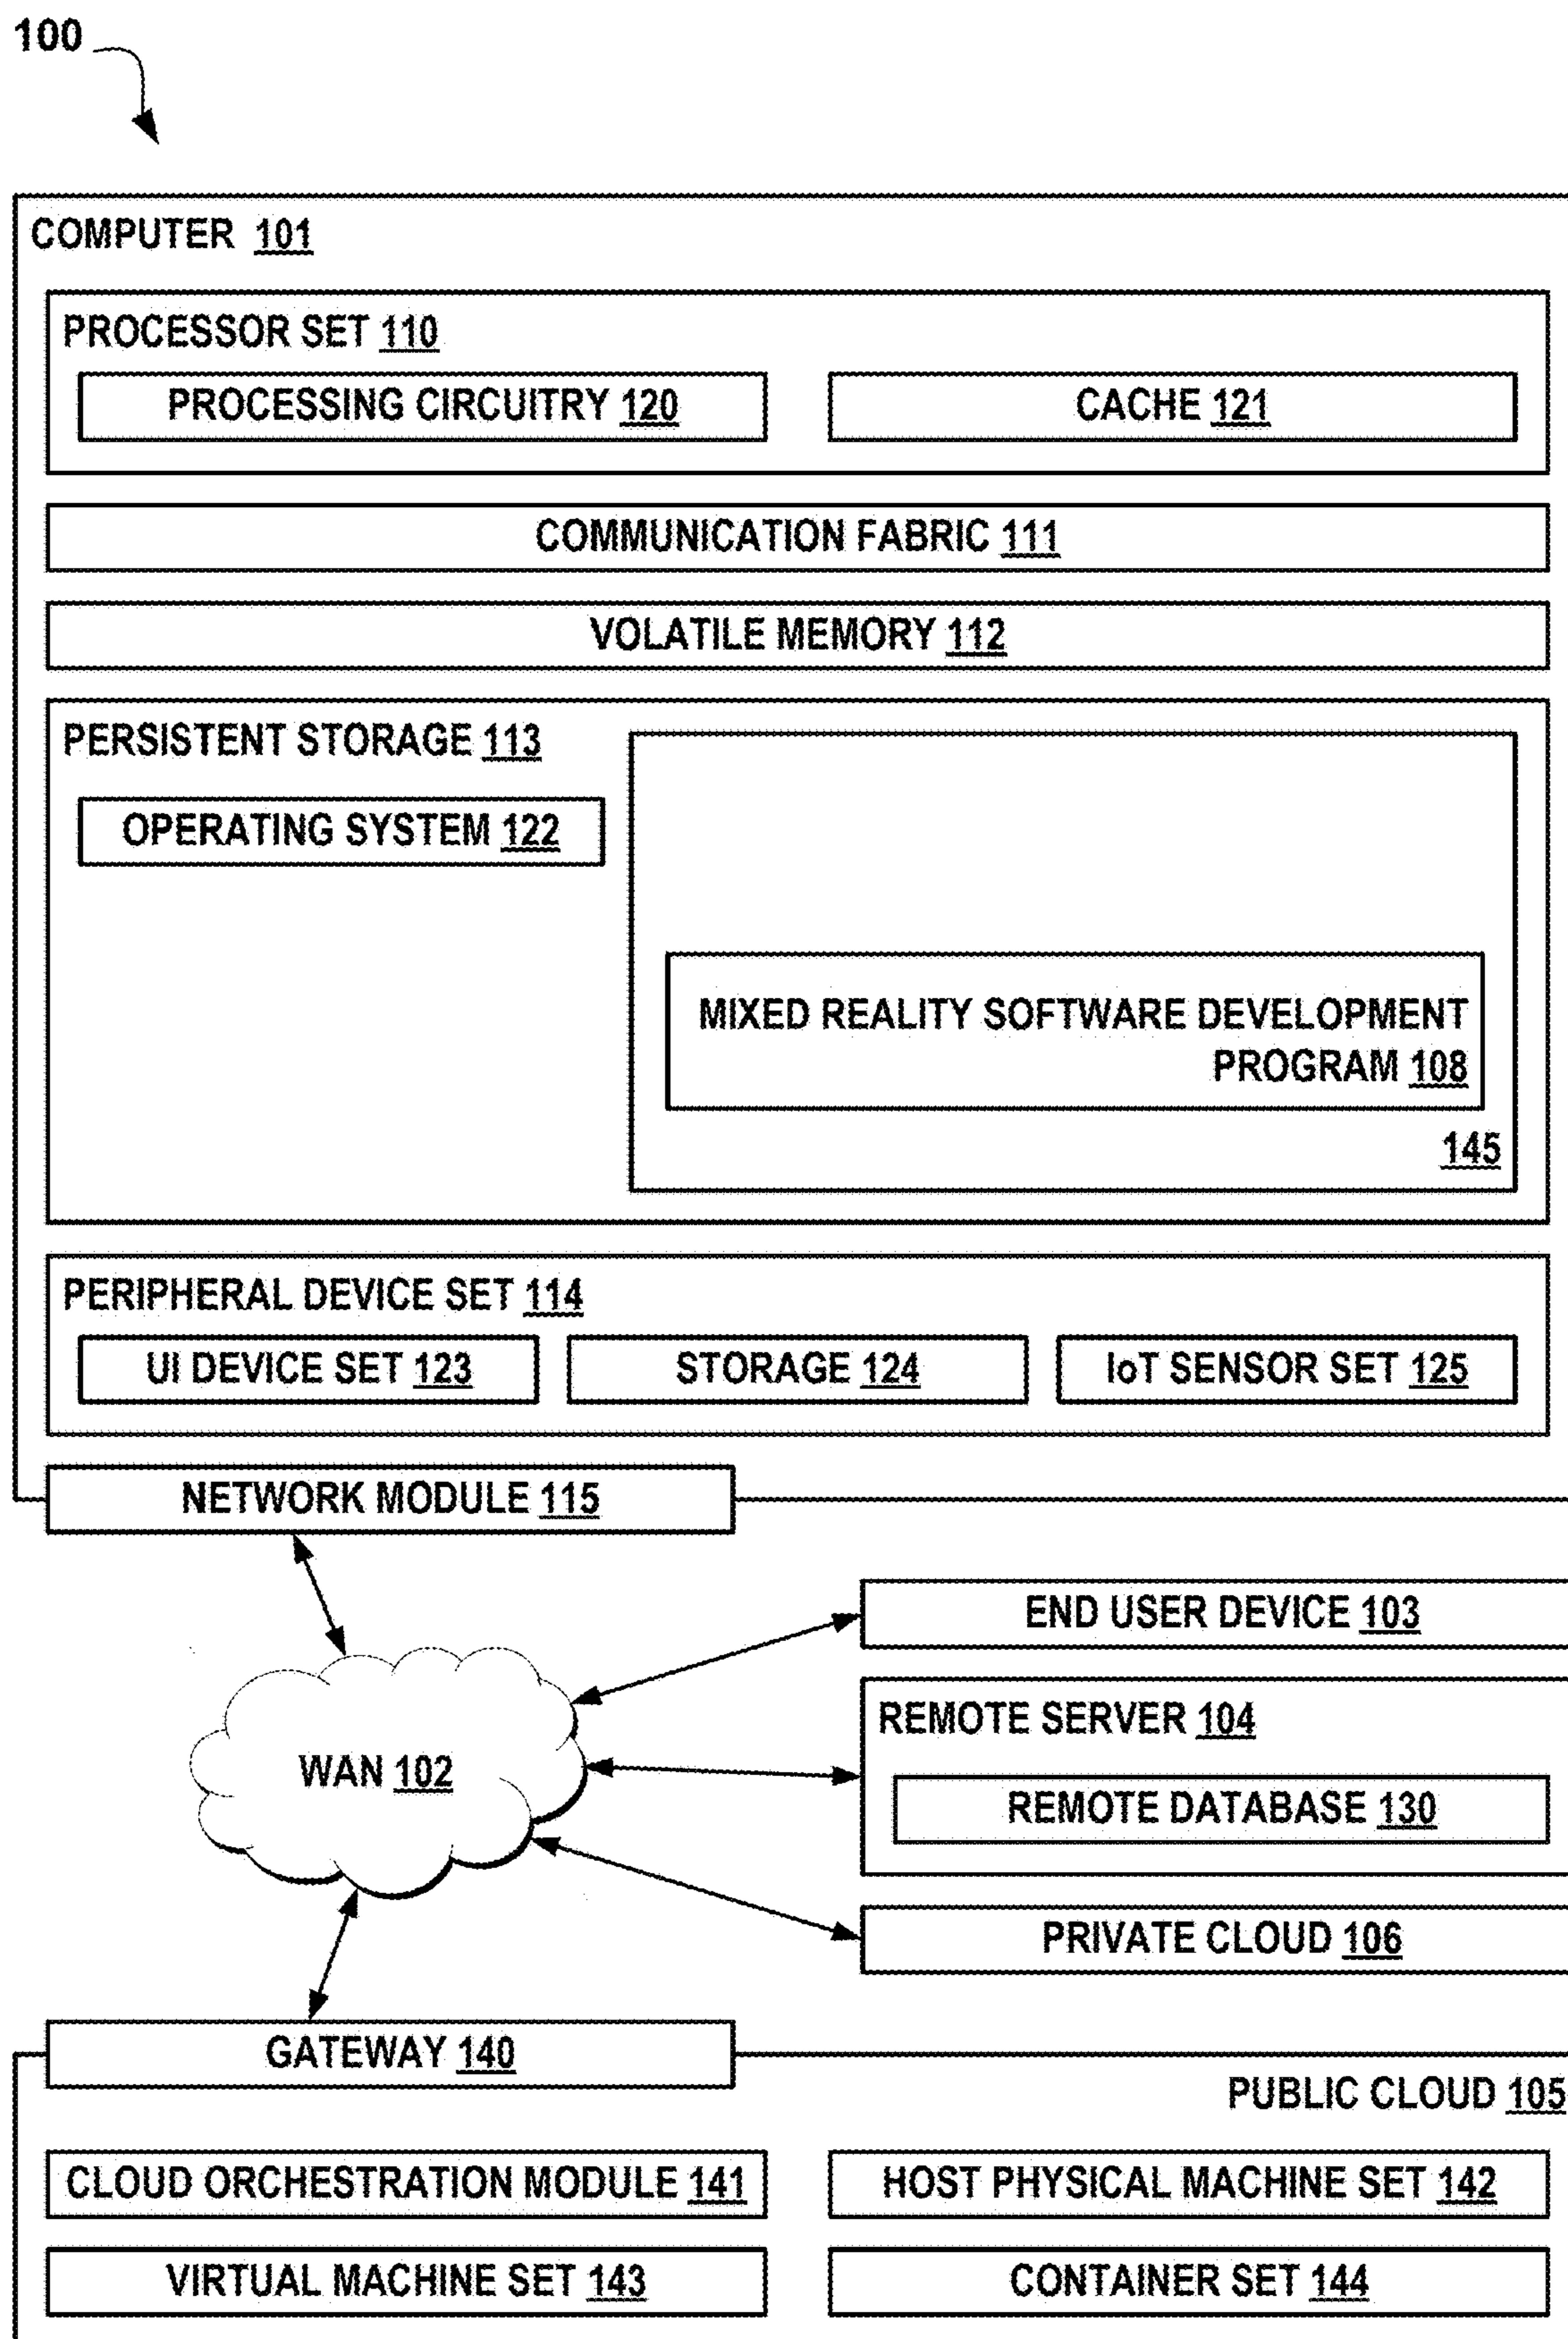 100
COMPUTER 101
PROCESSOR SET 110
PROCESSING CIRCUITRY 120
CACHE 121
COMMUNICATION FABRIC 111
VOLATILE MEMORY 112
PERSISTENT STORAGE 113
OPERATING SYSTEM 122
MIXED REALITY SOFTWARE DEVELOPMENT
PROGRAM 108
145
PERIPHERAL DEVICE SET 114
UI DEVICE SET 123
STORAGE 124
IoT SENSOR SET 125
NETWORK MODULE 115
END USER DEVICE 103
REMOTE SERVER 104
WAN 102
REMOTE DATABASE 130
PRIVATE CLOUD 106
GATEWAY 140
PUBLIC CLOUD 105
CLOUD ORCHESTRATION MODULE 141
HOST PHYSICAL MACHINE SET 142
VIRTUAL MACHINE SET 143
CONTAINER SET 144